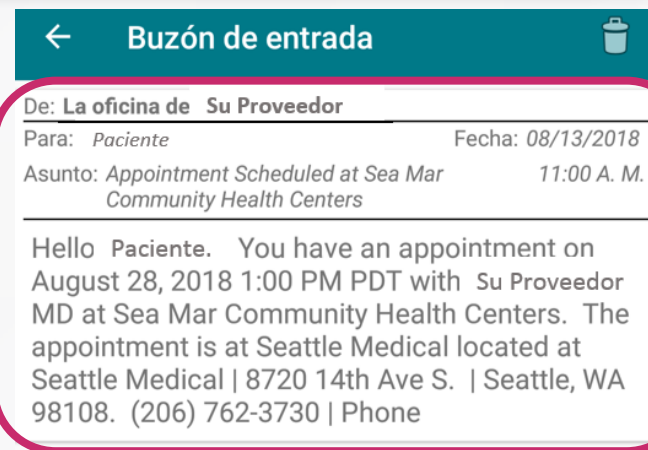 Buzón de entrada
De: La oficina de Su Proveedor
Para: Paciente Fecha: 08/13/2018
Asunto: Appointment Scheduled at Sea Mar 11:00 A. M.
Community Health Centers
Hello Paciente. You have an appointment on
August 28, 2018 1:00 PM PDT with Su Proveedor
MD at Sea Mar Community Health Centers. The
appointment is at Seattle Medical located at
Seattle Medical | 8720 14th Ave S. | Seattle, WA
98108. (206) 762-3730 | Phone